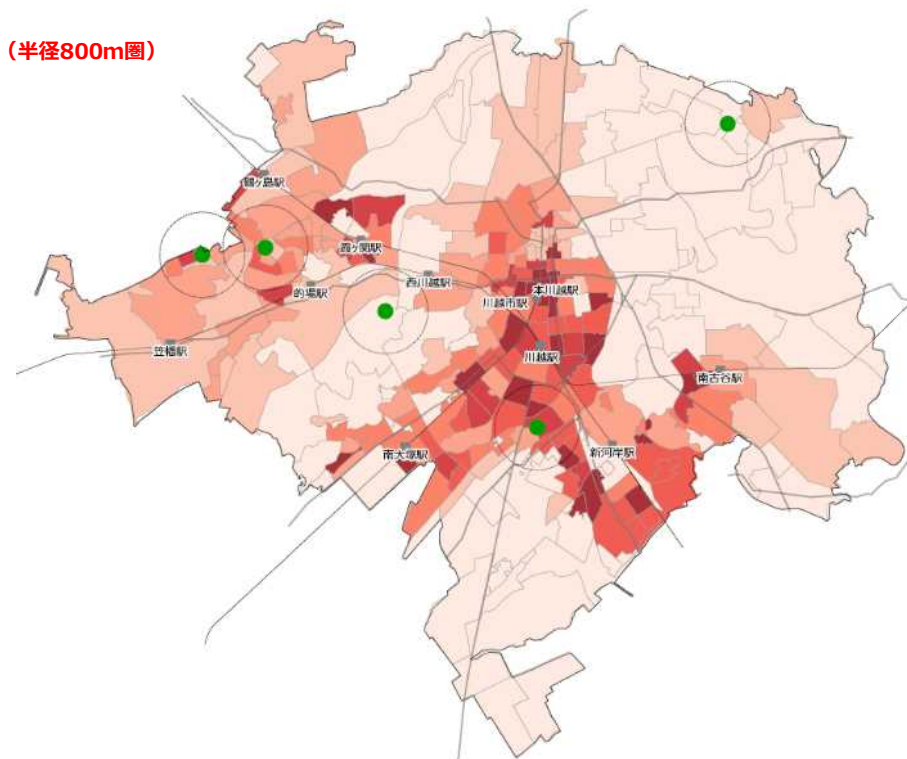 （半径800m圏）
鶴ヶ島駅
霞ヶ関駅
西川越駅
的場駅
本川越駅
川越市駅
笠幡駅
川越駅
南古谷駅
南大塚駅
新河岸駅